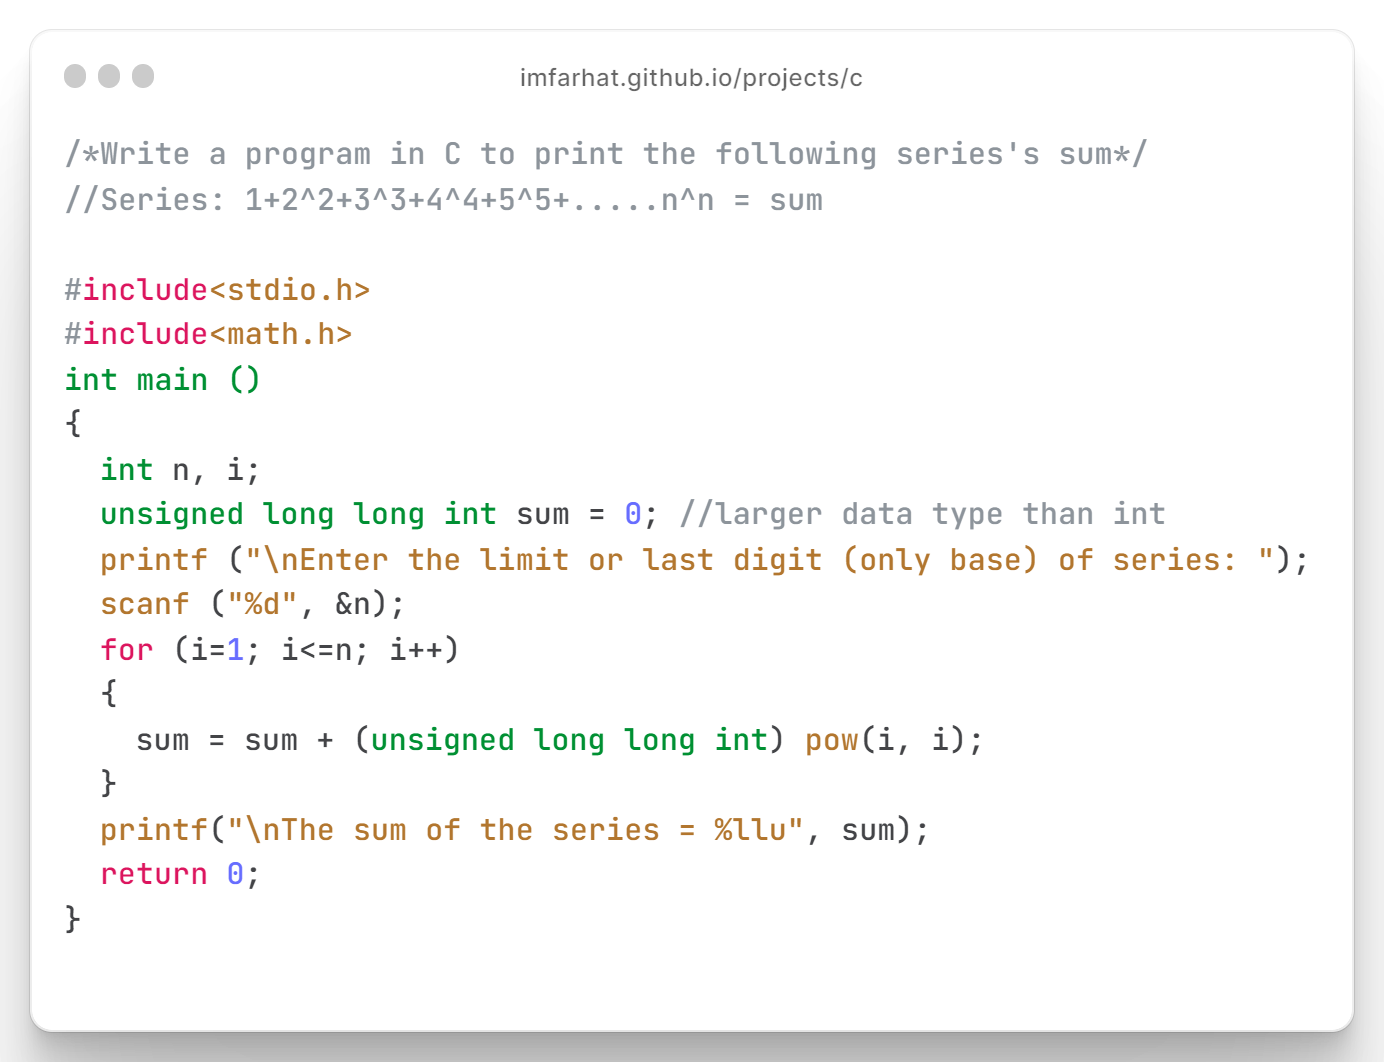 imfarhat.github.io/projects/c
/*Write a program in C to print the following series's sum*/
//Series: 1+2^2+3^3+4^4+5^5+.....n^n = sum
#include<stdio.h>
#include<math.h>
int main ()
{
int n, i;
unsigned long long int sum = 0; //larger data type than int
printf ("\nEnter the limit or last digit (only base) of series: ");
scanf ("%d", &n);
for (i=1; i<=n; i++)
{
sum = sum + (unsigned long long int) pow(i, i);
}
printf("\nThe sum of the series = %llu", sum);
return 0;
}